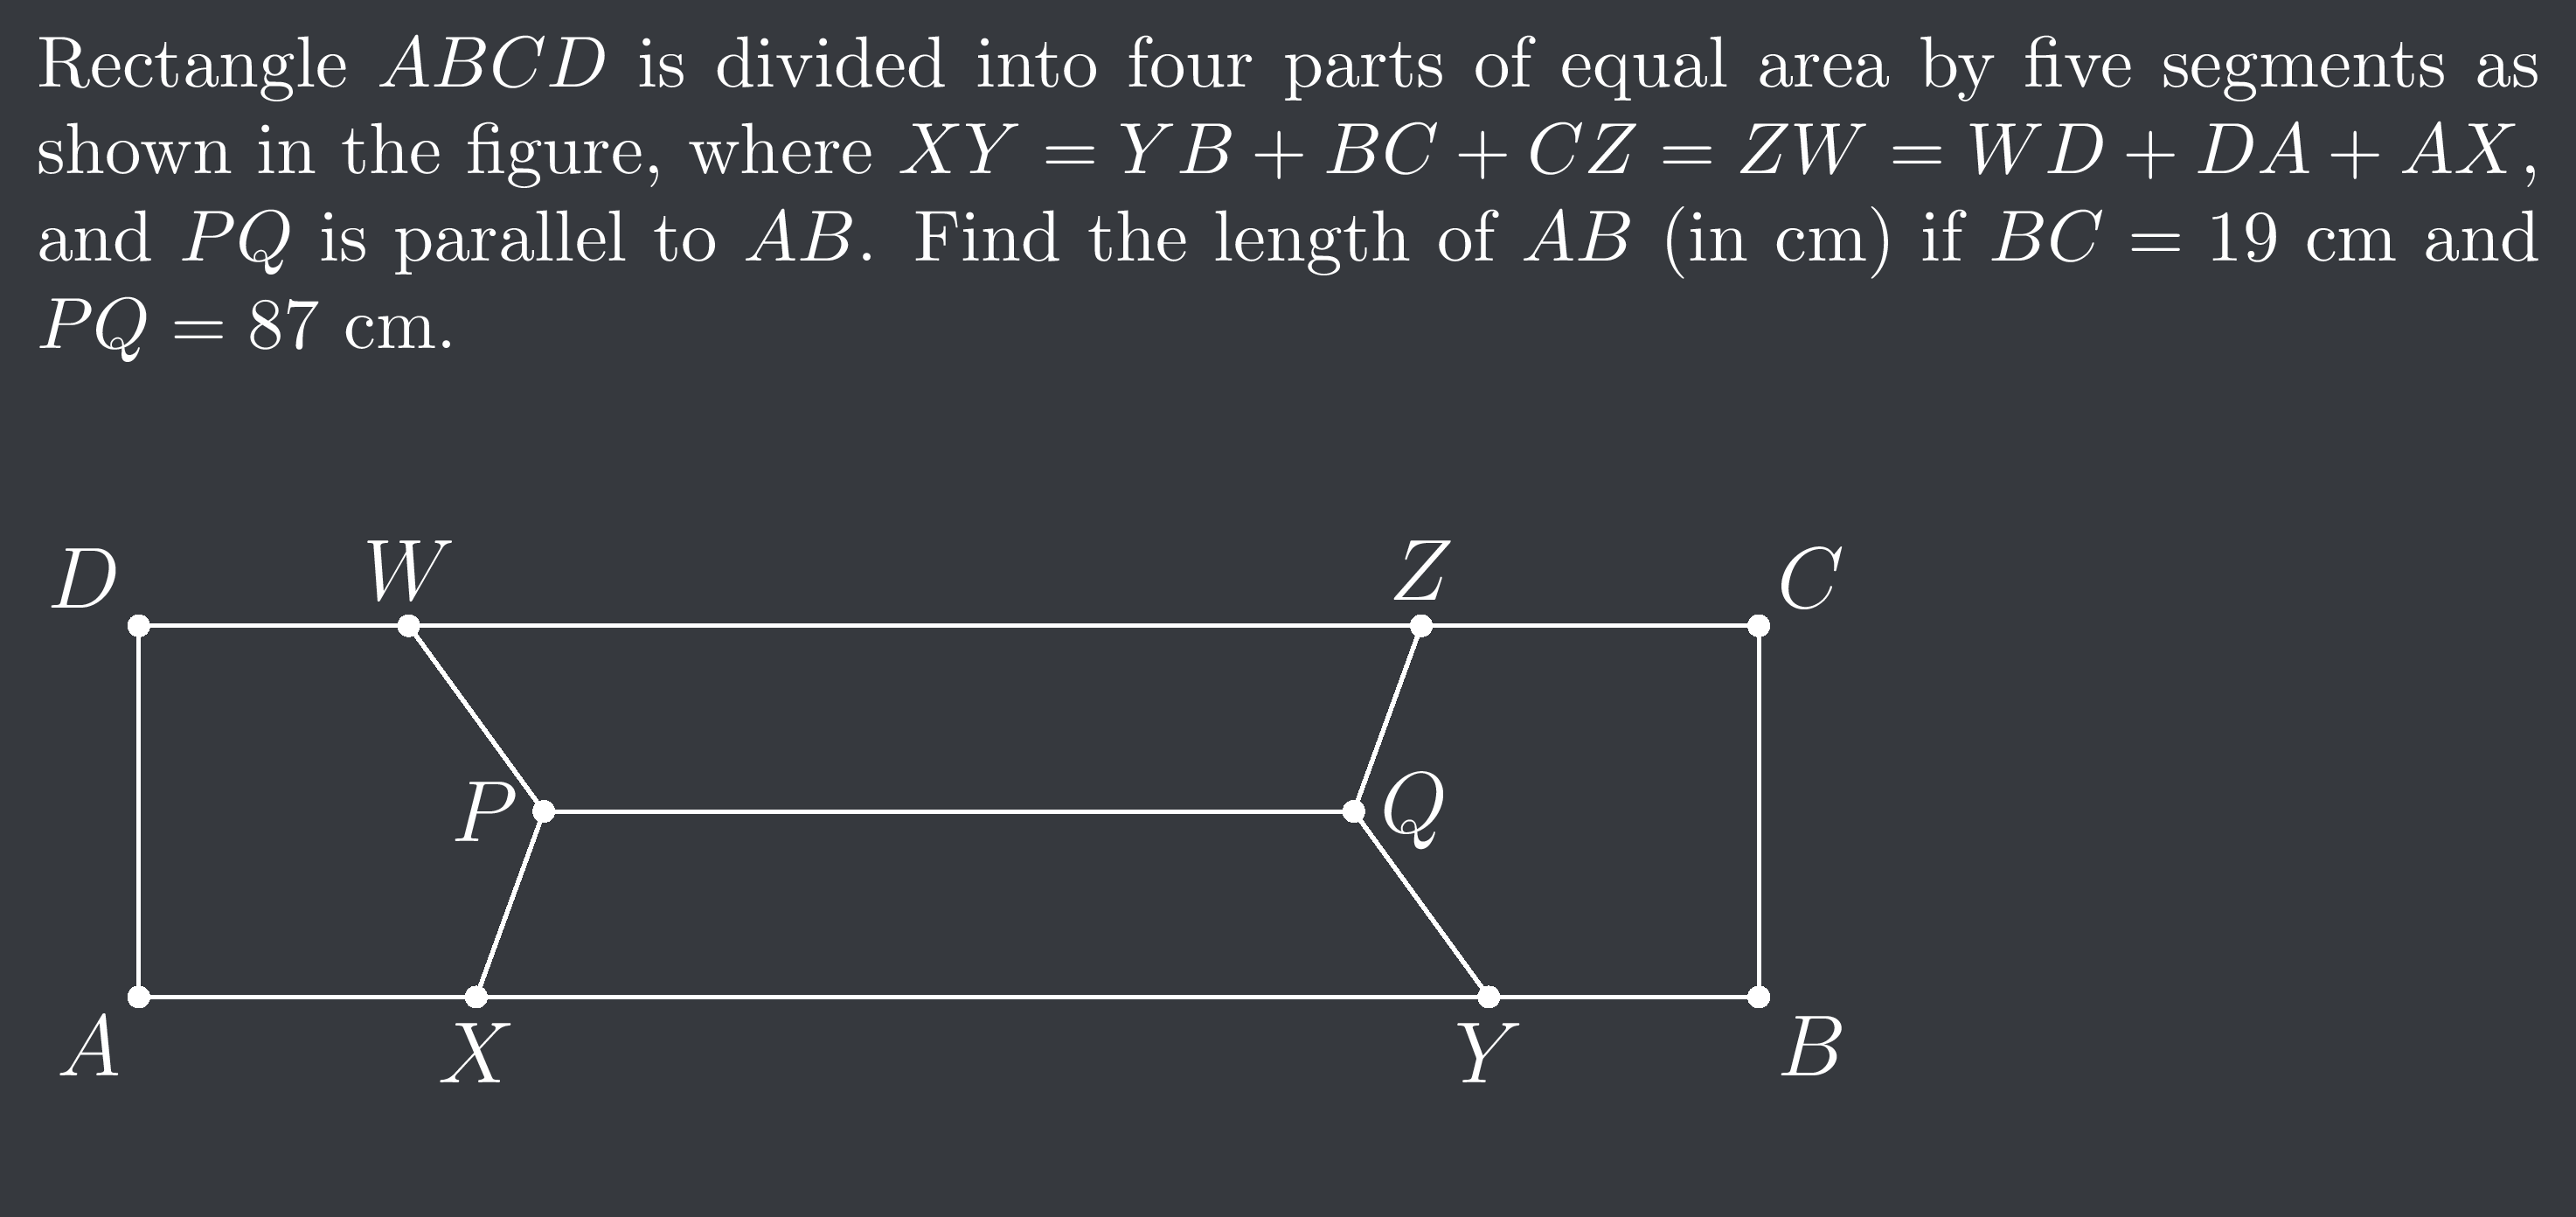 Rectangle ABCD is divided into four parts of equal area by five segments as
shown in the figure, where XY = YB + BC + CZ = ZW = WD + DA + AX,
and PQ is parallel to AB. Find the length of AB (in cm) if BC = 19 cm and
PQ = 87 cm.
D W Z C
P Q
A X Y B